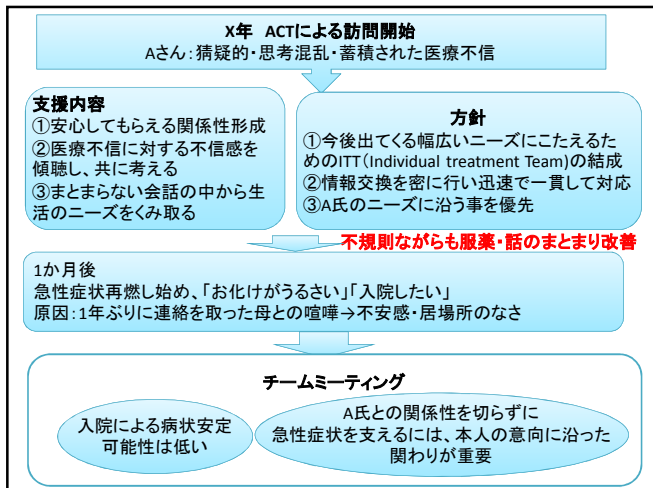 X年 ACTによる訪問開始
Aさん：猜疑的・思考混乱・蓄積された医療不信
支援内容
①安心してもらえる関係性形成
②医療不信に対する不信感を
傾聴し、共に考える
③まとまらない会話の中から生
活のニーズをくみ取る
方針
①今後出てくる幅広いニーズにこたえるた
めのITT（Individual treatment Team)の結成
②情報交換を密に行い迅速で一貫して対応
③A氏のニーズに沿う事を優先
不規則ながらも服薬・話のまとまり改善
1か月後
急性症状再燃し始め、「お化けがうるさい」「入院したい」
原因：1年ぶりに連絡を取った母との喧嘩→不安感・居場所のなさ
チームミーティング
入院による病状安定
可能性は低い
A氏との関係性を切らずに
急性症状を支えるには、本人の意向に沿った
関わりが重要